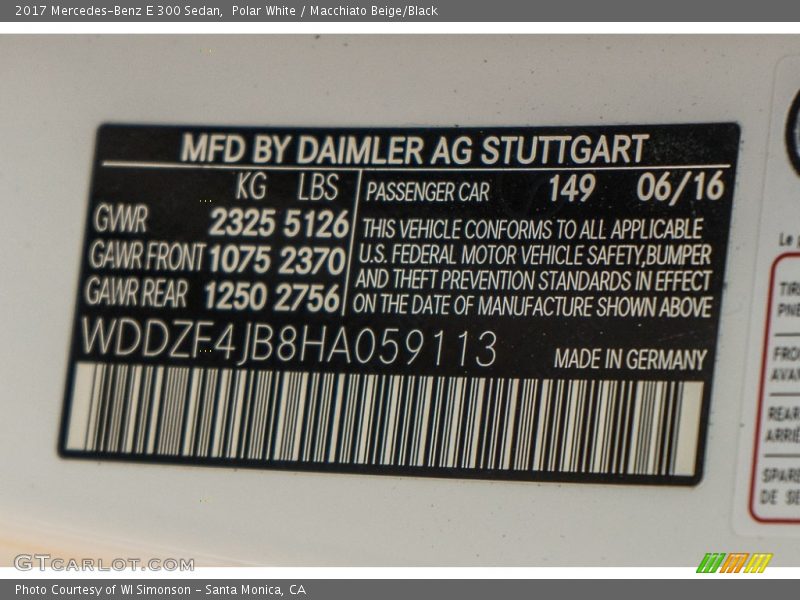 2017 Mercedes-Benz E 300 Sedan, Polar White / Macchiato Beige/Black
MFD BY DAIMLER AG STUTTGART
KG LBS
GVWR 2325 5126
GAWR FRONT 1075 2370
GAWR REAR 1250 2756
PASSENGER CAR 149 06/16
THIS VEHICLE CONFORMS TO ALL APPLICABLE
U.S. FEDERAL MOTOR VEHICLE SAFETY,BUMPER
AND THEFT PREVENTION STANDARDS IN EFFECT
ON THE DATE OF MANUFACTURE SHOWN ABOVE
WDDZF4JB8HA059113
MADE IN GERMANY
Le
REAR
DE
GTCARLOT.COM
Photo Courtesy of WI Simonson - Santa Monica, CA